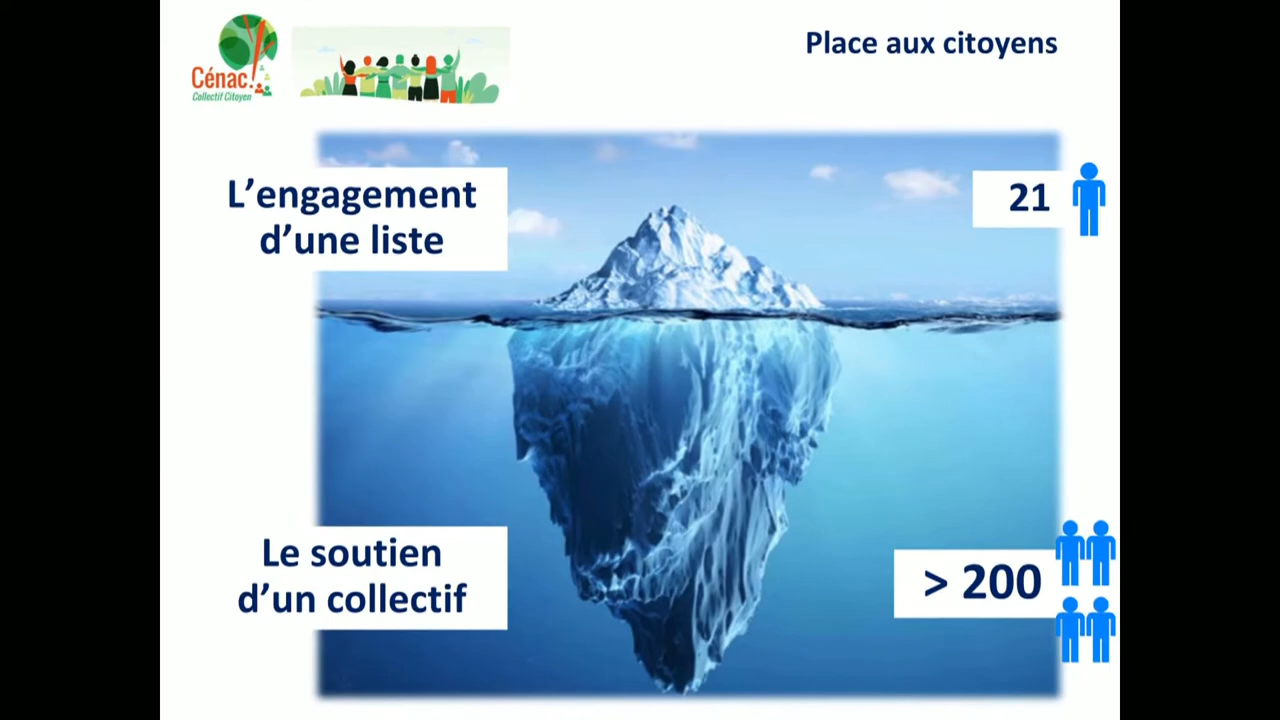 Cénac!
Collectif Citoyen
Place aux citoyens
L’engagement
d’une liste
21
Le soutien
d’un collectif
> 200